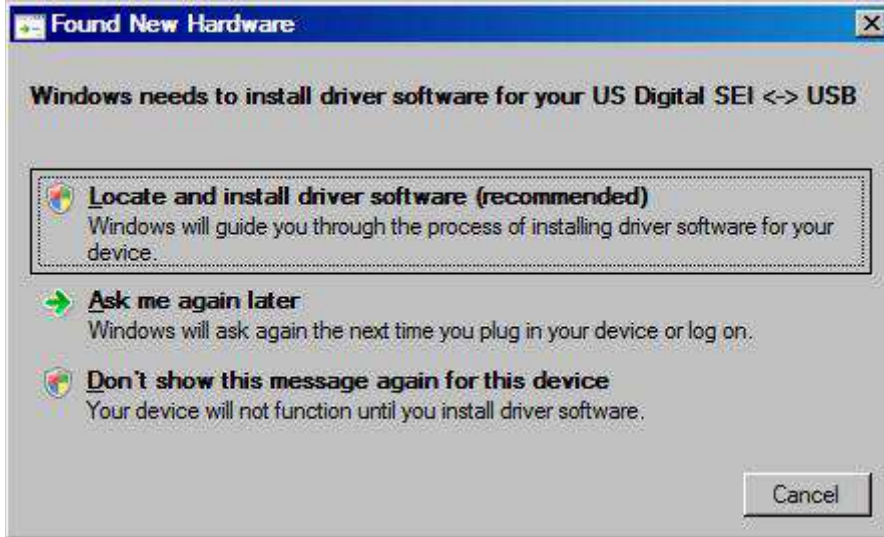 Found New Hardware
Windows needs to install driver software for your US Digital SEI <-> USB
Locate and install driver software (recommended)
Windows will guide you through the process of installing driver software for your
device.
Ask me again later
Windows will ask again the next time you plug in your device or log on.
Don't show this message again for this device
Your device will not function until you install driver software.
Cancel